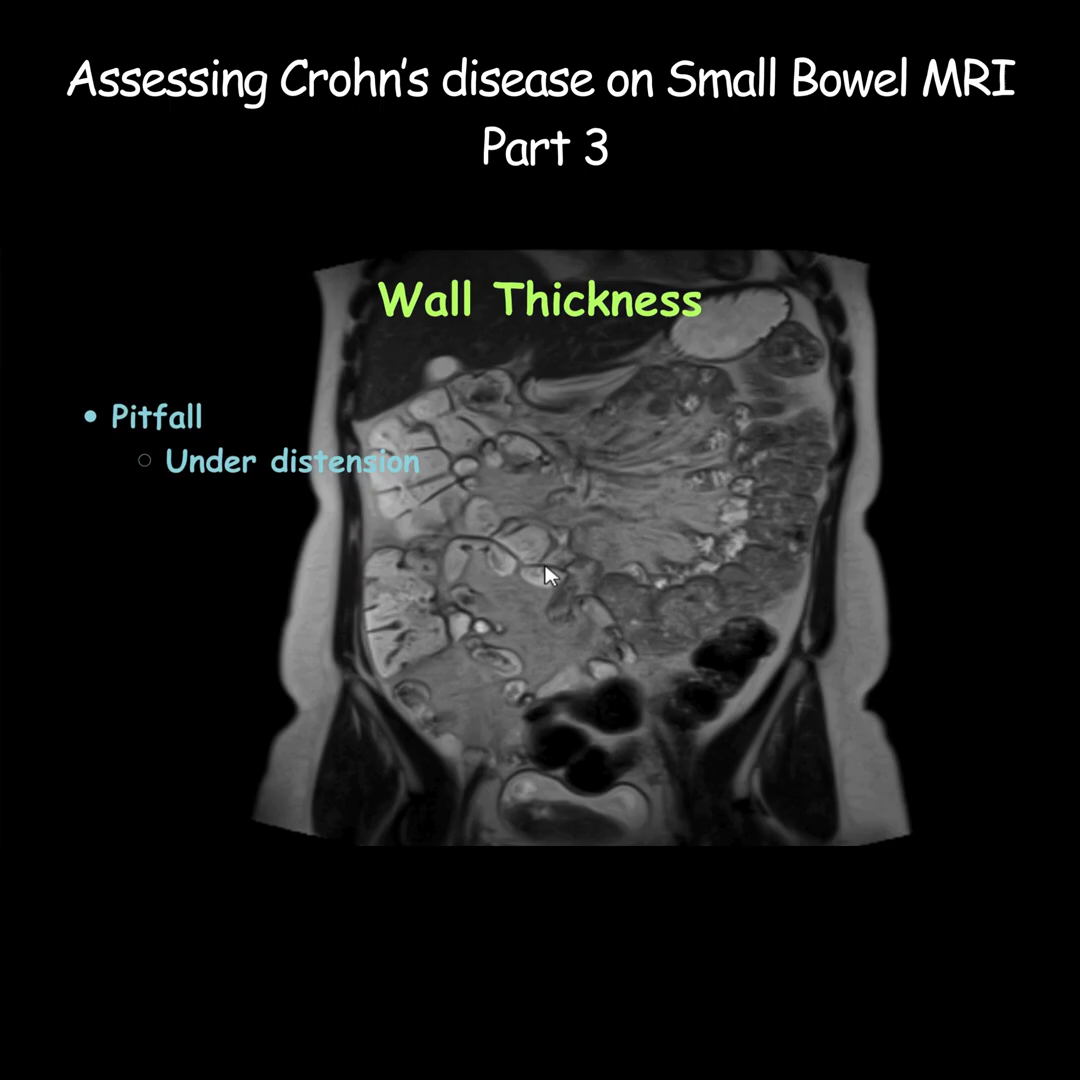 Assessing Crohn's disease on Small Bowel MRI
Part 3
Wall Thickness
• Pitfall
○ Under distension